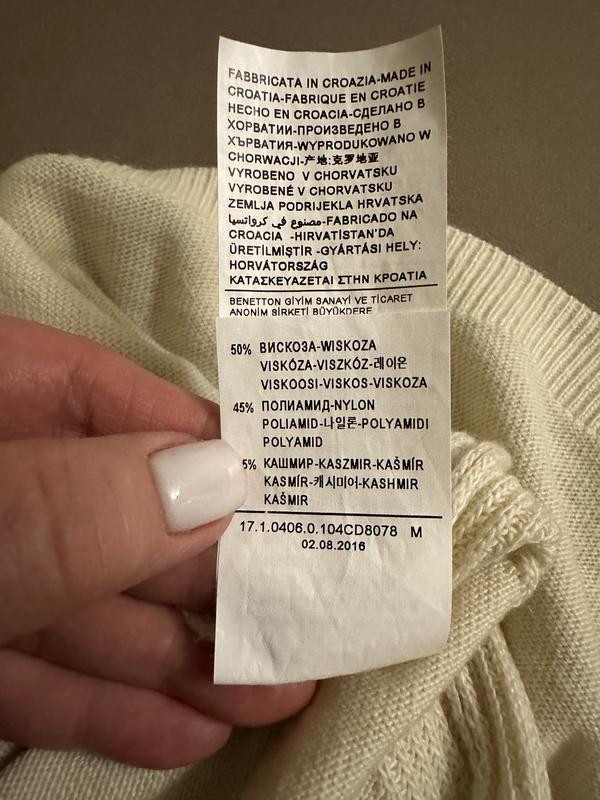 FABBRICATA IN CROAZIA-MADE IN
CROATIA-FABRIQUE EN CROATIE
HECHO EN CROACIA-СДЕЛАНО В
ХОРВАТИИ-ПРОИЗВЕДЕНО В
ХЪРВАТИЯ-WYPRODUKOWANO W
CHORWACJI-产地:克罗地亚
VYROBENO V CHORVATSKU
VYROBENÉ V CHORVATSKU
ZEMLJA PODRIJEKLA HRVATSKA
مصنوع في كرواتسيا-FABRICADO NA
CROACIA -HIRVATİSTAN'DA
ÜRETİLMİŞTİR -GYÁRTÁSI HELY:
HORVÁTORSZÁG
ΚΑΤΑΣΚΕΥΑΖΕΤΑΙ ΣΤΗΝ ΚΡΟΑΤΙΑ
BENETTON GİYİM SANAYİ VE TİCARET
ANONİM ŞİRKETİ BÜYÜKDERE
50% ВИСКОЗА-WISKOZA
VISKÓZA-VISZKÓZ-레이온
VISKOOSI-VISKOS-VISKOZA
45% ПОЛИАМИД-NYLON
POLIAMID-나일론-POLYAMIDI
POLYAMID
5% КАШМИР-KASZMIR-KAŠMÍR
KASMÍR-캐시미어-KASHMIR
KAŠMIR
17.1.0406.0.104CD8078 M
02.08.2016